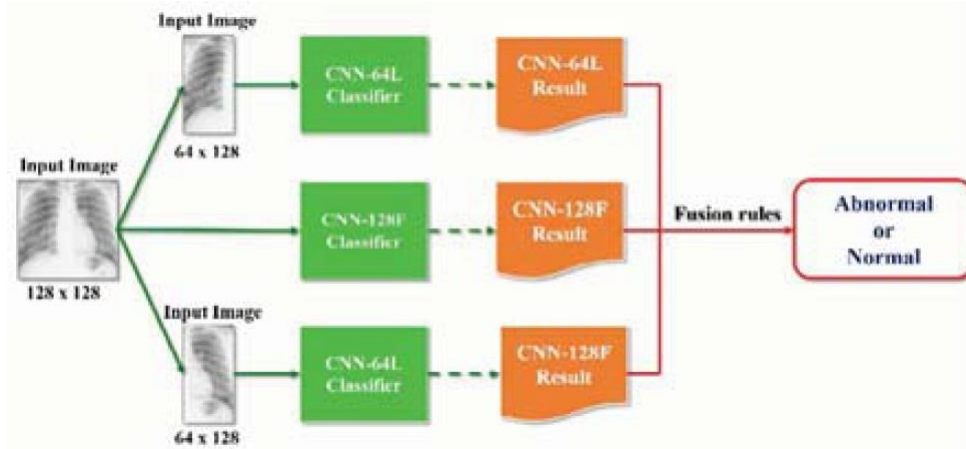 Input Image
64 x 128
CNN-64L
Classifier
CNN-64L
Result
Input Image
128 x 128
CNN-128F
Classifier
CNN-128F
Result
Fusion rules
Abnormal
or
Normal
Input Image
64 x 128
CNN-64L
Classifier
CNN-128F
Result